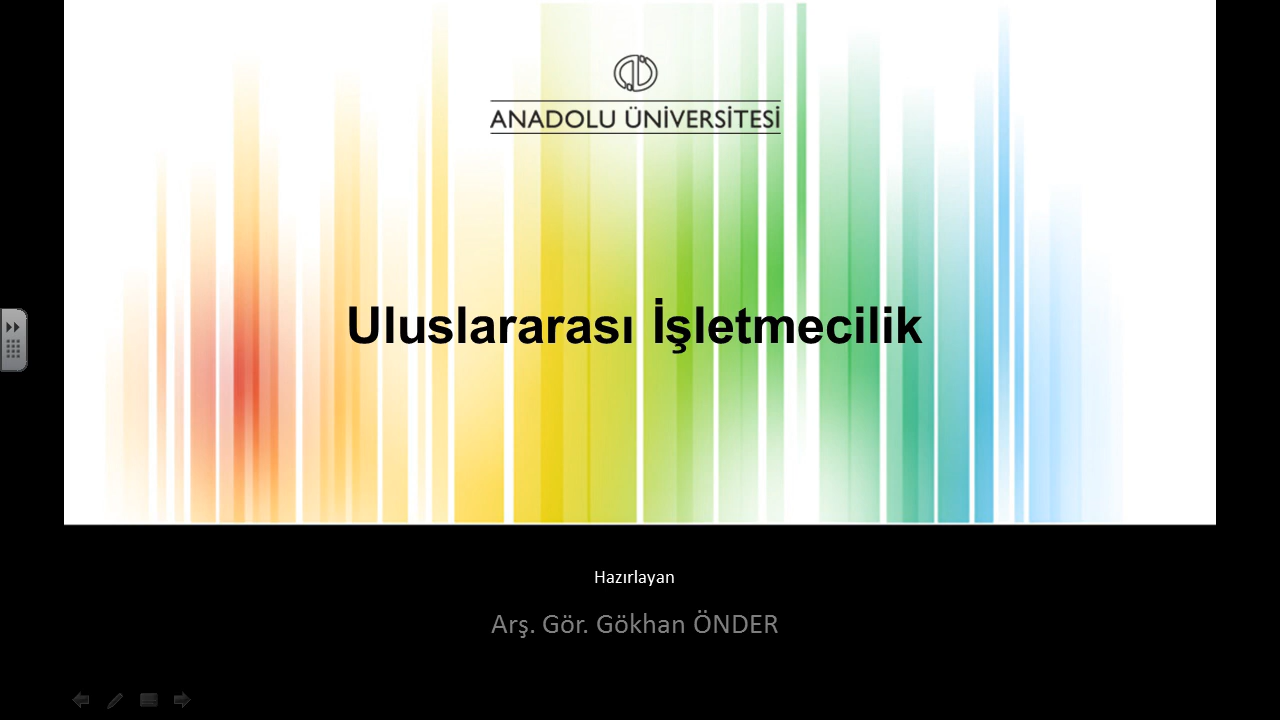 ANADOLU ÜNİVERSİTESİ
Uluslararası İşletmecilik
Hazırlayan
Arş. Gör. Gökhan ÖNDER